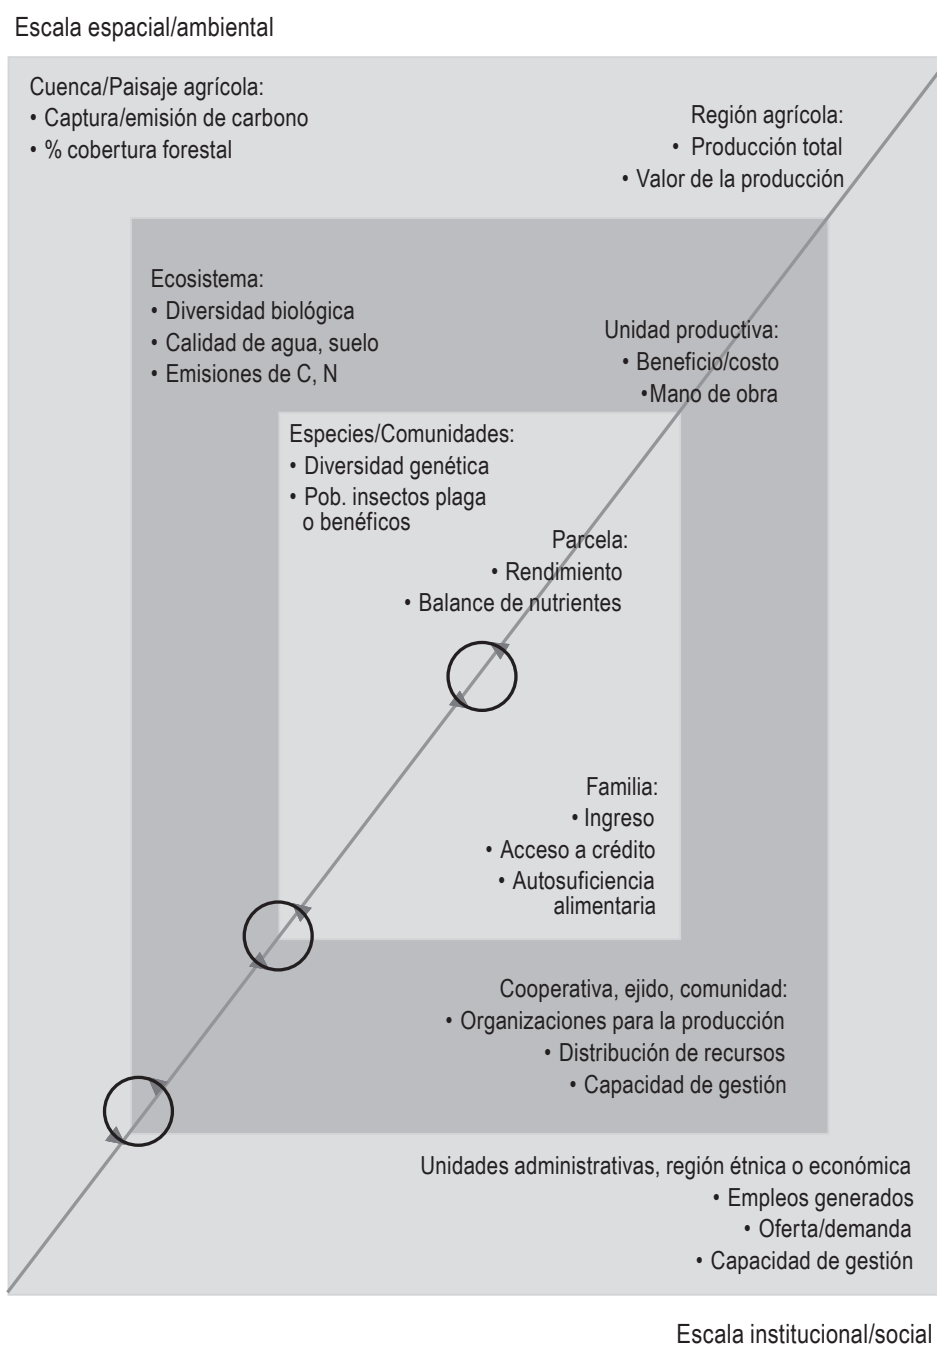 Escala espacial/ambiental
Cuenca/Paisaje agrícola:
• Captura/emisión de carbono
• % cobertura forestal
Región agrícola:
• Producción total
• Valor de la producción
Ecosistema:
• Diversidad biológica
• Calidad de agua, suelo
• Emisiones de C, N
Unidad productiva:
• Beneficio/costo
•Mano de obra
Especies/Comunidades:
• Diversidad genética
• Pob. insectos plaga
o benéficos
Parcela:
• Rendimiento
• Balance de nutrientes
Familia:
• Ingreso
• Acceso a crédito
• Autosuficiencia
alimentaria
Cooperativa, ejido, comunidad:
• Organizaciones para la producción
• Distribución de recursos
• Capacidad de gestión
Unidades administrativas, región étnica o económica
• Empleos generados
• Oferta/demanda
• Capacidad de gestión
Escala institucional/social